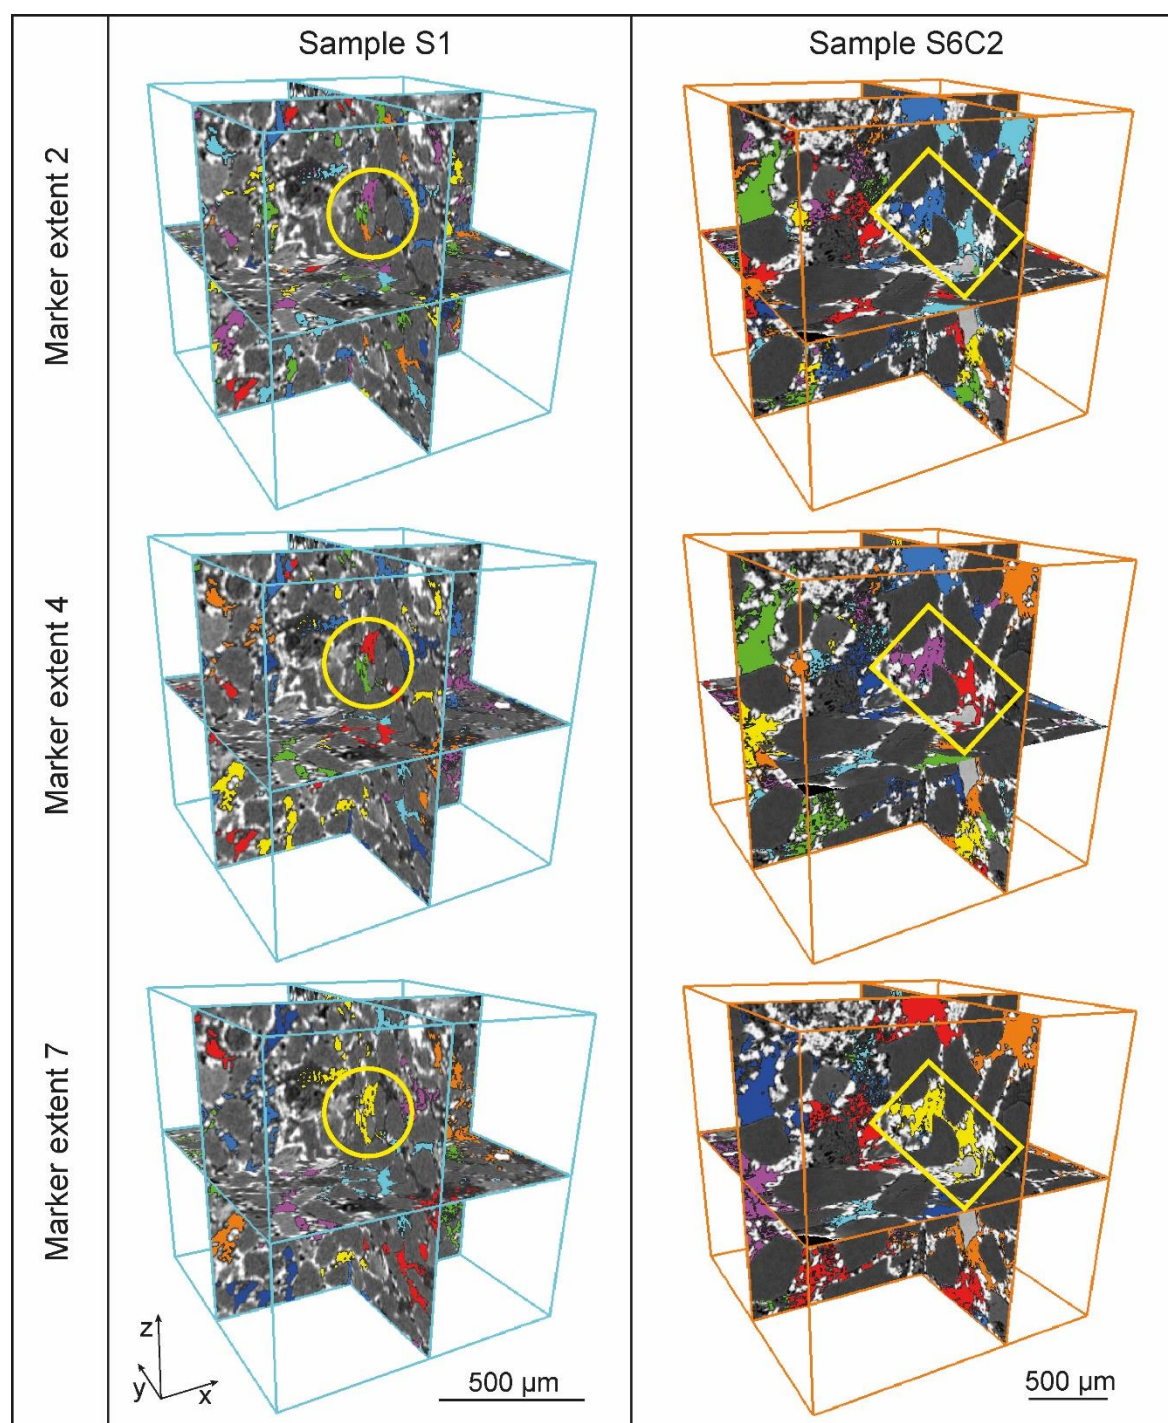 Sample S1
Sample S6C2
Marker extent 2
Marker extent 4
Marker extent 7
z
y
x
500 µm
500 µm